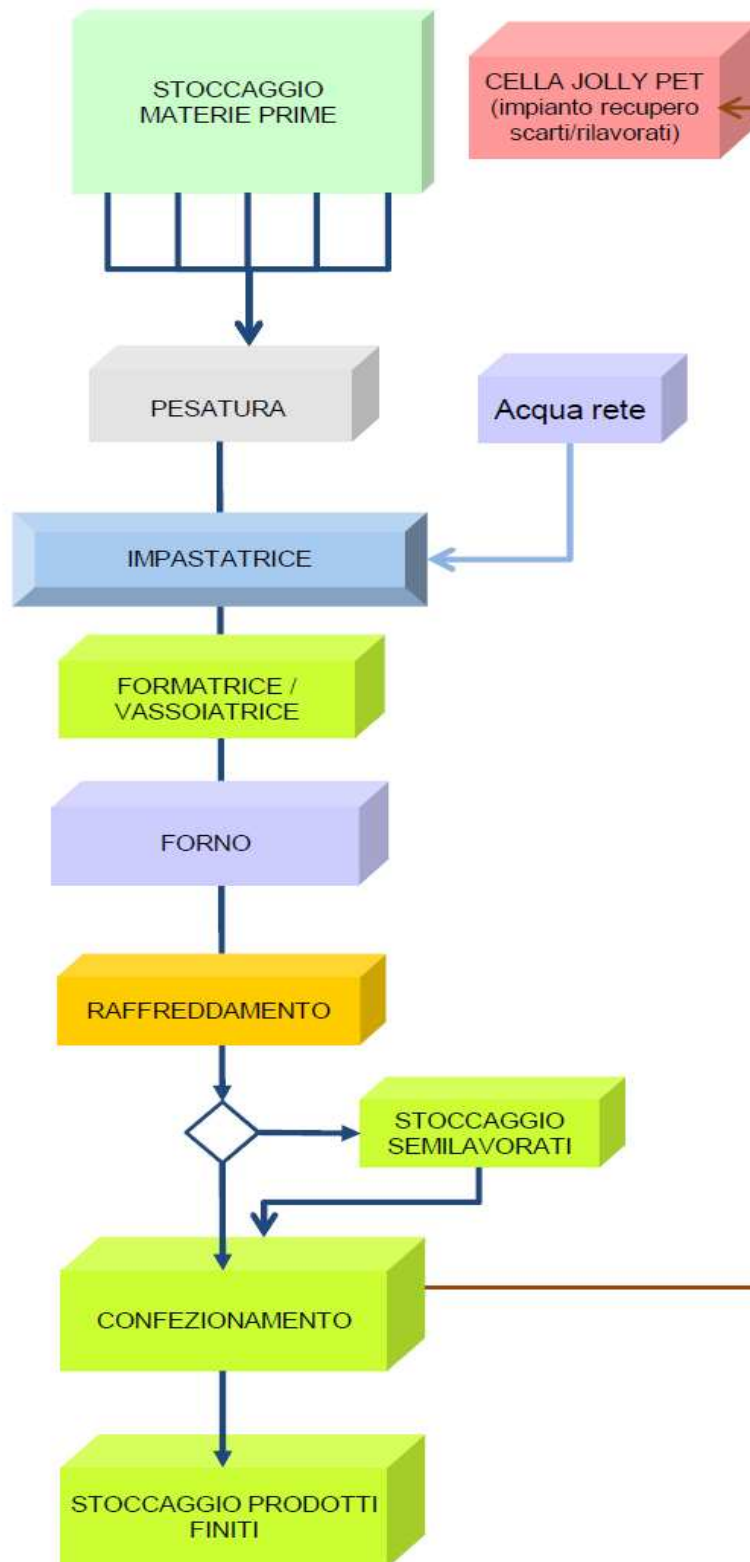 STOCCAGGIO
MATERIE PRIME
CELLA JOLLY PET
(impianto recupero
scarti/rilavorati)
PESATURA
Acqua rete
IMPASTATRICE
FORMATRICE /
VASSOIATRICE
FORNO
RAFFREDDAMENTO
STOCCAGGIO
SEMILAVORATI
CONFEZIONAMENTO
STOCCAGGIO PRODOTTI
FINITI